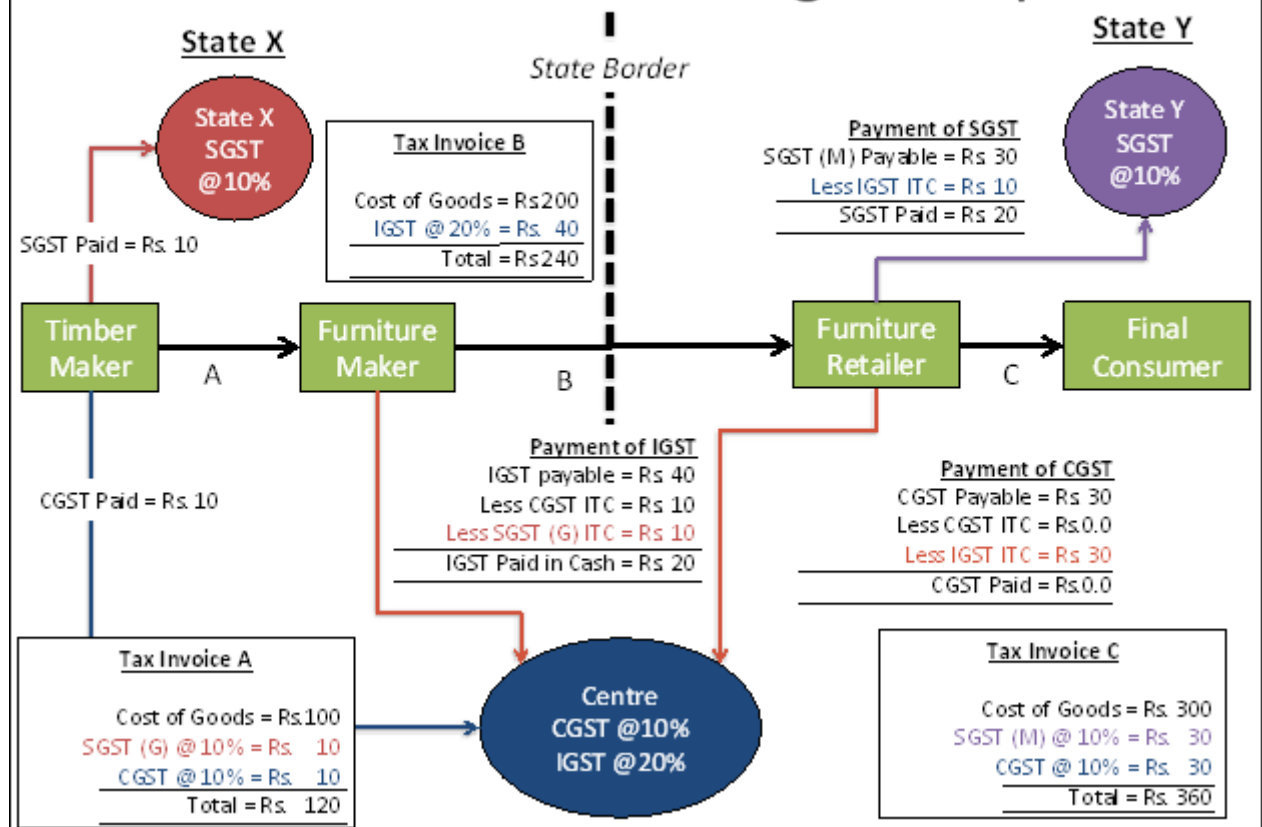 State X
State Y
State Border
State X
SGST
@10%
State Y
SGST
@10%
Tax Invoice B
Cost of Goods = Rs.200
IGST @ 20% = Rs. 40
Total = Rs 240
Payment of SGST
SGST (M) Payable = Rs. 30
Less IGST ITC = Rs. 10
SGST Paid = Rs. 20
SGST Paid = Rs. 10
Timber
Maker
A
Furniture
Maker
B
Furniture
Retailer
C
Final
Consumer
CGST Paid = Rs. 10
Payment of IGST
IGST payable = Rs. 40
Less CGST ITC = Rs. 10
Less SGST (G) ITC = Rs. 10
IGST Paid in Cash = Rs. 20
Payment of CGST
CGST Payable = Rs. 30
Less CGST ITC = Rs.0.0
Less IGST ITC = Rs. 30
CGST Paid = Rs.0.0
Tax Invoice A
Cost of Goods = Rs.100
SGST (G) @ 10% = Rs. 10
CGST @ 10% = Rs. 10
Total = Rs. 120
Centre
CGST @10%
IGST @20%
Tax Invoice C
Cost of Goods = Rs. 300
SGST (M) @ 10% = Rs. 30
CGST @ 10% = Rs. 30
Total = Rs. 360